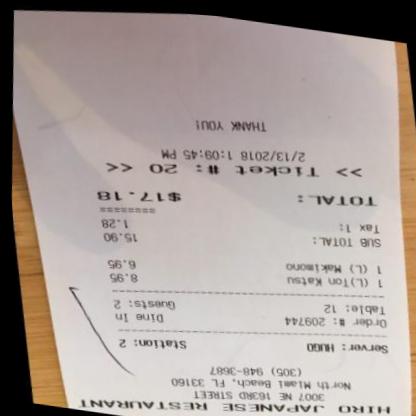 JAPANESE RESTAURANT
3007 NE 163RD STREET
North Miami Beach, FL 33160
(305) 948-3687
Server: HUGO Station: 2
Order #: 209744 Dine In
Table: 12 Guests: 2
1 (L)Ton Katsu 8.95
1 (L) Makimono 6.95
SUB TOTAL: 15.90
Tax 1: 1.28
========
TOTAL: $17.18
>> Ticket #: 20 <<
2/13/2018 1:09:45 PM
THANK YOU!